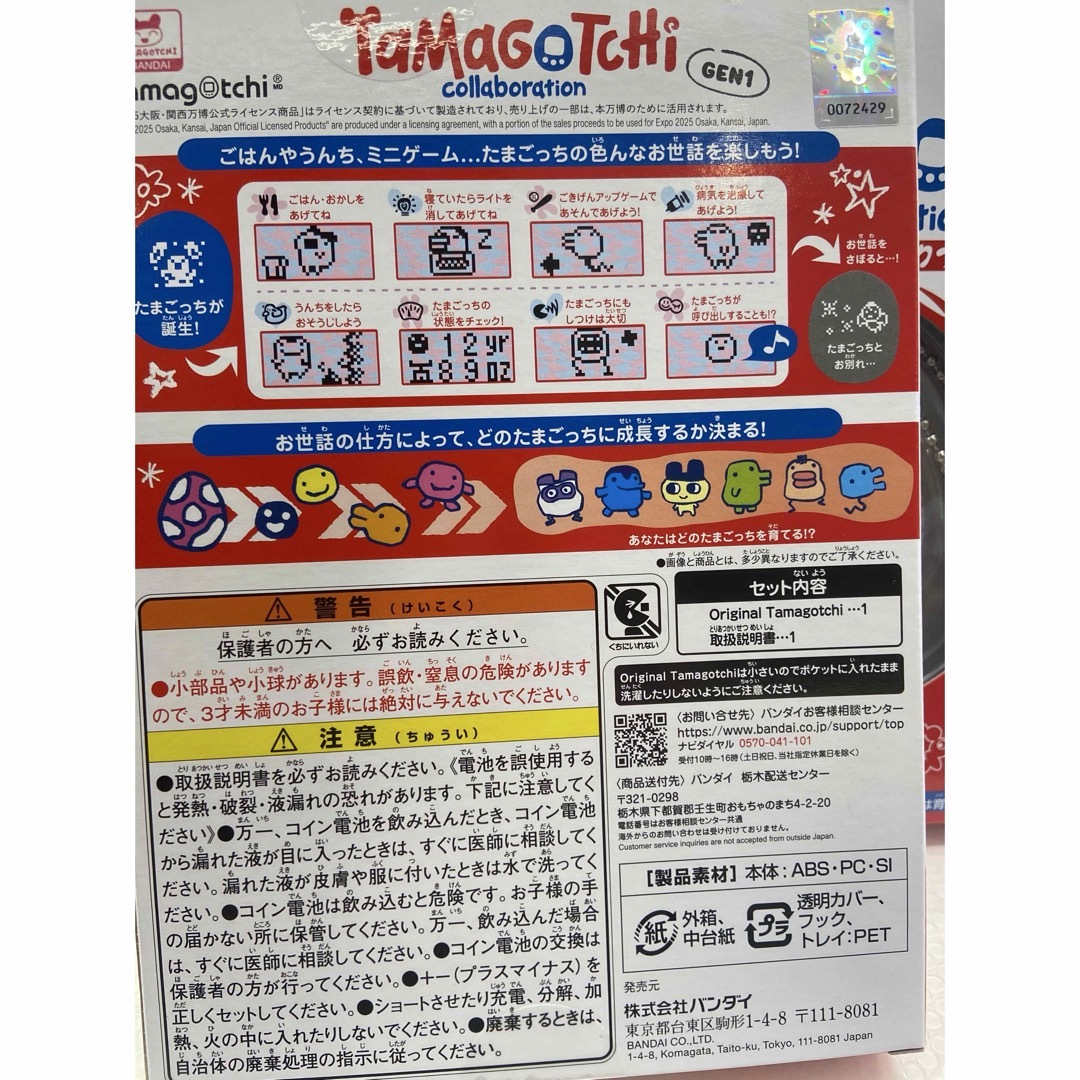 TAMAGOTCHI
BANDAI
TaMaGoTCHi
collaboration
GEN1
amagotchi ® MD
0072429
5大阪・関西万博公式ライセンス商品」はライセンス契約に基づいて製造されており、売り上げの一部は、本万博のために活用されます。
2025 Osaka, Kansai, Japan Official Licensed Products" are produced under a licensing agreement, with a portion of the sales proceeds to be used for Expo 2025 Osaka, Kansai, Japan.
ごはんやうんち、ミニゲーム…たまごっちの色んなお世話を楽しもう!
ごはん・おかしを
あげてね
寝ていたらライトを
消してあげてね
ごきげんアップゲームで
あそんであげよう!
病気を治療して
あげよう!
お世話を
さぼると…!
たまごっちが
誕生!
うんちをしたら
おそうじしよう
たまごっちの
状態をチェック!
12yr
89oz
たまごっちにも
しつけは大切
たまごっちが
呼び出しすることも!?
たまごっちと
お別れ…
お世話の仕方によって、どのたまごっちに成長するか決まる!
あなたはどのたまごっちを育てる!?
●画像と商品とは、多少異なりますのでご了承ください。
警告(けいこく)
保護者の方へ 必ずお読みください。
●小部品や小球があります。誤飲・窒息の危険があります
ので、3才未満のお子様には絶対に与えないでください。
注意(ちゅうい)
●取扱説明書を必ずお読みください。《電池を誤使用する
と発熱・破裂・液漏れの恐れがあります。下記に注意してく
ださい》●万一、コイン電池を飲み込んだとき、コイン電池
から漏れた液が目に入ったときは、すぐに医師に相談してく
ださい。漏れた液が皮膚や服に付いたときは水で洗ってく
ださい。●コイン電池は飲み込むと危険です。お子様の手
の届かない所に保管してください。万一、飲み込んだ場合
は、すぐに医師に相談してください。●コイン電池の交換は
保護者の方が行ってください。●+−(プラスマイナス)を
正しくセットしてください。●ショートさせたり充電、分解、加
熱、火の中に入れたりしないでください。●廃棄するときは、
自治体の廃棄処理の指示に従ってください。
くちにいれない
セット内容
Original Tamagotchi …1
取扱説明書…1
Original Tamagotchiは小さいのでポケットに入れたまま
洗濯したりしないようにご注意ください。
〈お問い合せ先〉バンダイお客様相談センター
https://www.bandai.co.jp/support/top
ナビダイヤル 0570-041-101
受付10時〜16時(土日祝日、当社指定休業日を除く)
〈商品送付先〉バンダイ 栃木配送センター
〒321-0298
栃木県下都賀郡壬生町おもちゃのまち4-2-20
電話番号はお客様相談センター共通
海外からのお問い合わせは受け付けておりません。
Customer service inquiries are not accepted from outside Japan.
【製品素材】本体:ABS・PC・SI
紙
外箱、
中台紙
プラ
透明カバー、
フック、
トレイ:PET
発売元
株式会社バンダイ
東京都台東区駒形1-4-8 〒111-8081
BANDAI CO.,LTD.
1-4-8, Komagata, Taito-ku, Tokyo, 111-8081 Japan